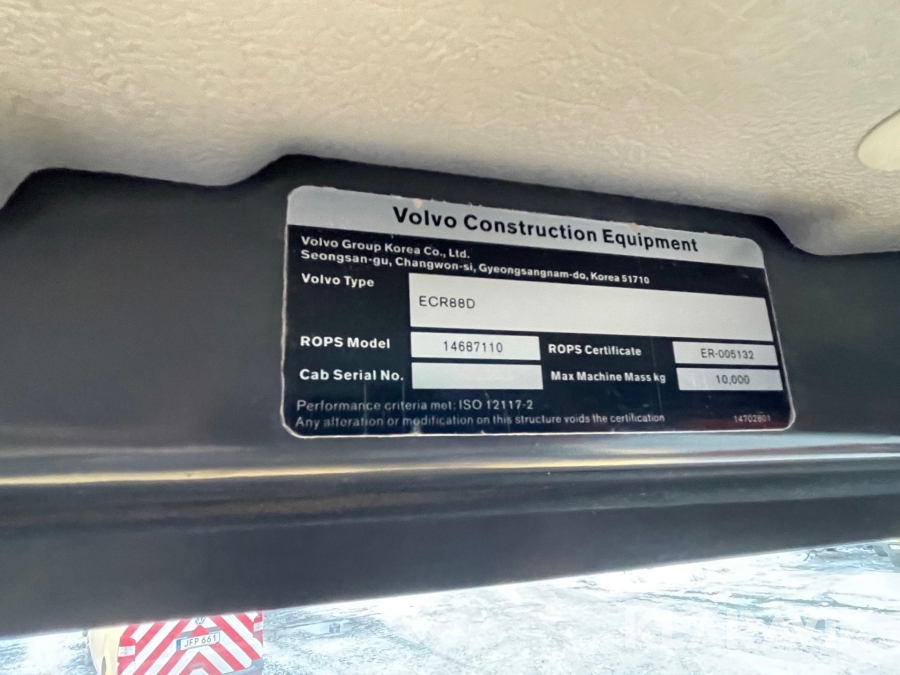 Volvo Construction Equipment
Volvo Group Korea Co., Ltd.
Seongsan-gu, Changwon-si, Gyeongsangnam-do, Korea 51710
Volvo Type ECR88D
ROPS Model 14687110 ROPS Certificate ER-005132
Cab Serial No. Max Machine Mass kg 10,000
Performance criteria met: ISO 12117-2
Any alteration or modification on this structure voids the certification 14702801
JFP 661